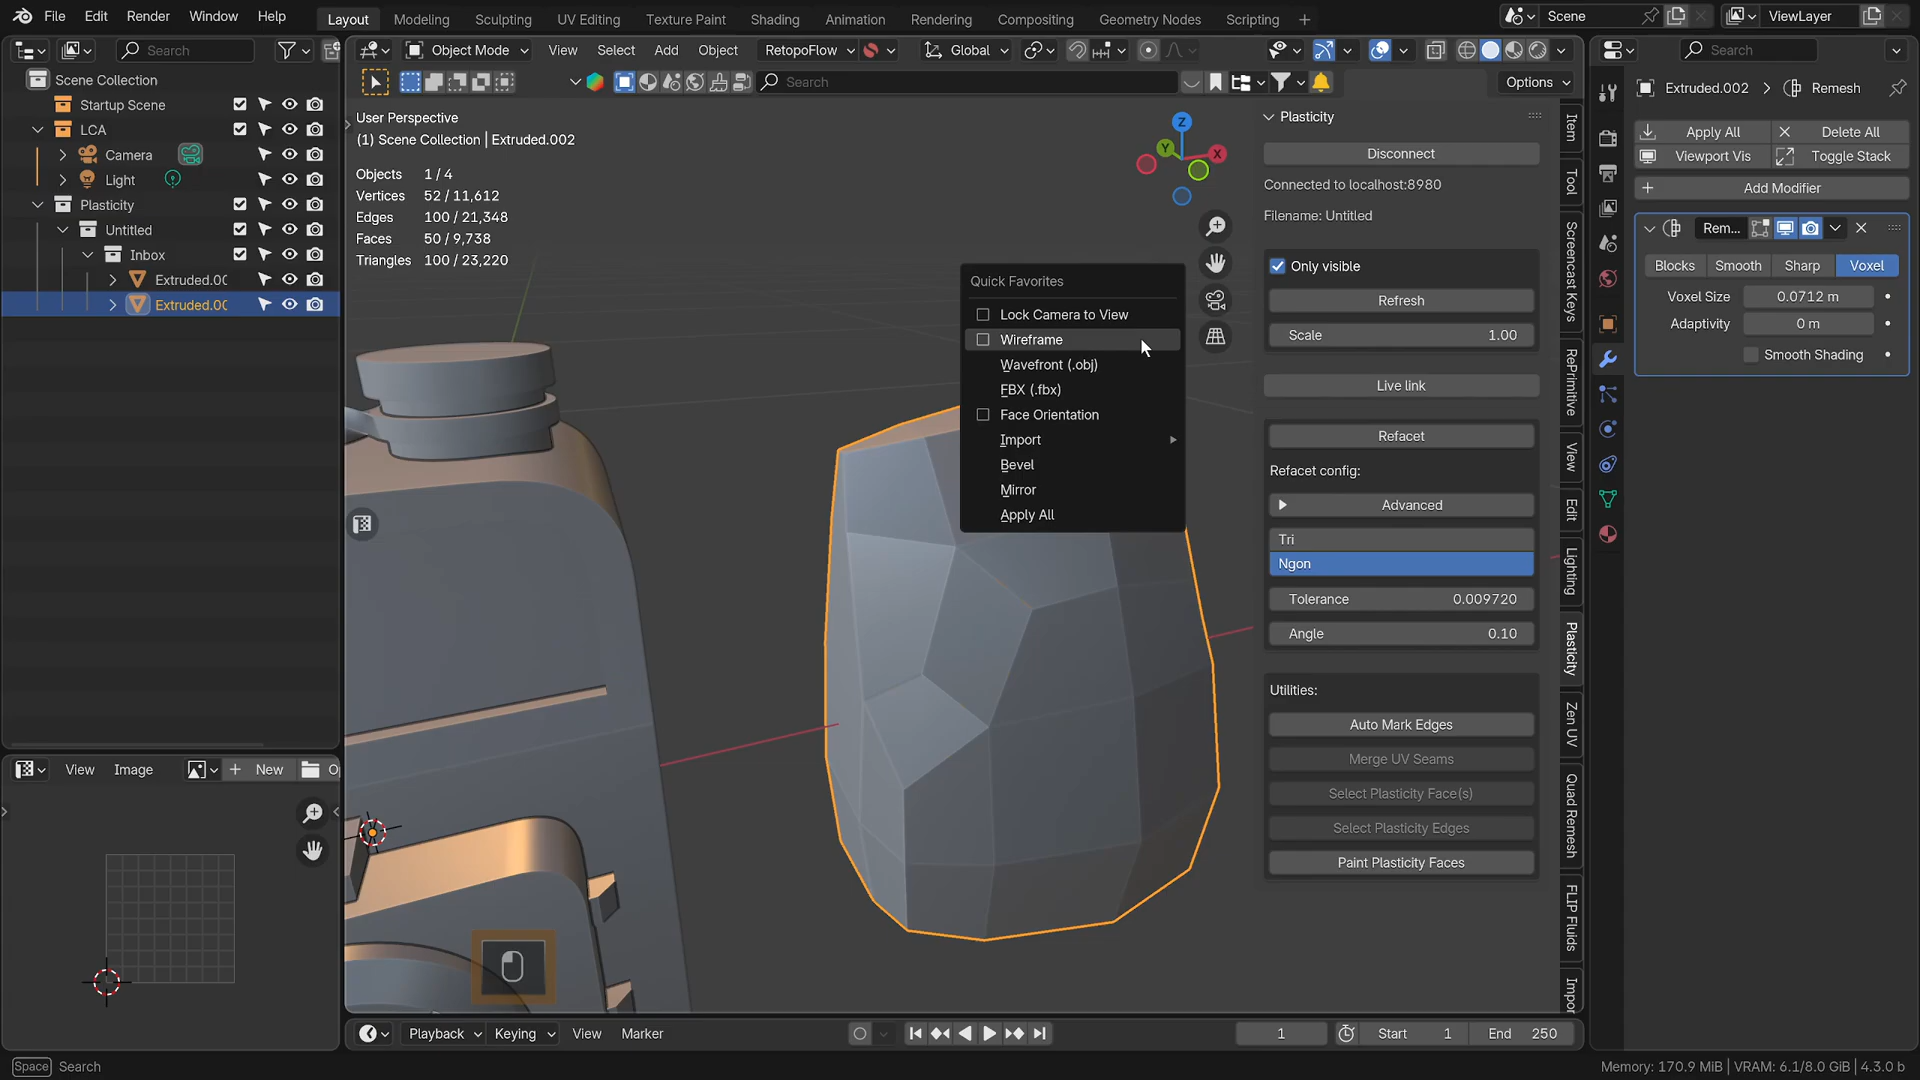 File Edit Render Window Help
Layout Modeling Sculpting UV Editing Texture Paint Shading Animation Rendering Compositing Geometry Nodes Scripting +
Scene
ViewLayer
Search
Object Mode View Select Add Object RetopoFlow Global
Search
Search
Options
Scene Collection
Startup Scene
LCA
Camera
Light
Plasticity
Untitled
Inbox
Extruded.00
Extruded.00
User Perspective
(1) Scene Collection | Extruded.002
Objects 1 / 4
Vertices 52 / 11,612
Edges 100 / 21,348
Faces 50 / 9,738
Triangles 100 / 23,220
Z
Y
X
Quick Favorites
Lock Camera to View
Wireframe
Wavefront (.obj)
FBX (.fbx)
Face Orientation
Import
Bevel
Mirror
Apply All
Plasticity
Disconnect
Connected to localhost:8980
Filename: Untitled
Only visible
Refresh
Scale 1.00
Live link
Refacet
Refacet config:
Advanced
Tri
Ngon
Tolerance 0.009720
Angle 0.10
Utilities:
Auto Mark Edges
Merge UV Seams
Select Plasticity Face(s)
Select Plasticity Edges
Paint Plasticity Faces
Item
Tool
Screencast Keys
RePrimitive
View
Edit
Lighting
Plasticity
Zen UV
Quad Remesh
FLIP Fluids
Impor
Extruded.002 > Remesh
Apply All Delete All
Viewport Vis Toggle Stack
Add Modifier
Rem...
Blocks Smooth Sharp Voxel
Voxel Size 0.0712 m
Adaptivity 0 m
Smooth Shading
View Image + New O
Playback Keying View Marker
1
Start 1 End 250
Space Search
Memory: 170.9 MiB | VRAM: 6.1/8.0 GiB | 4.3.0 b